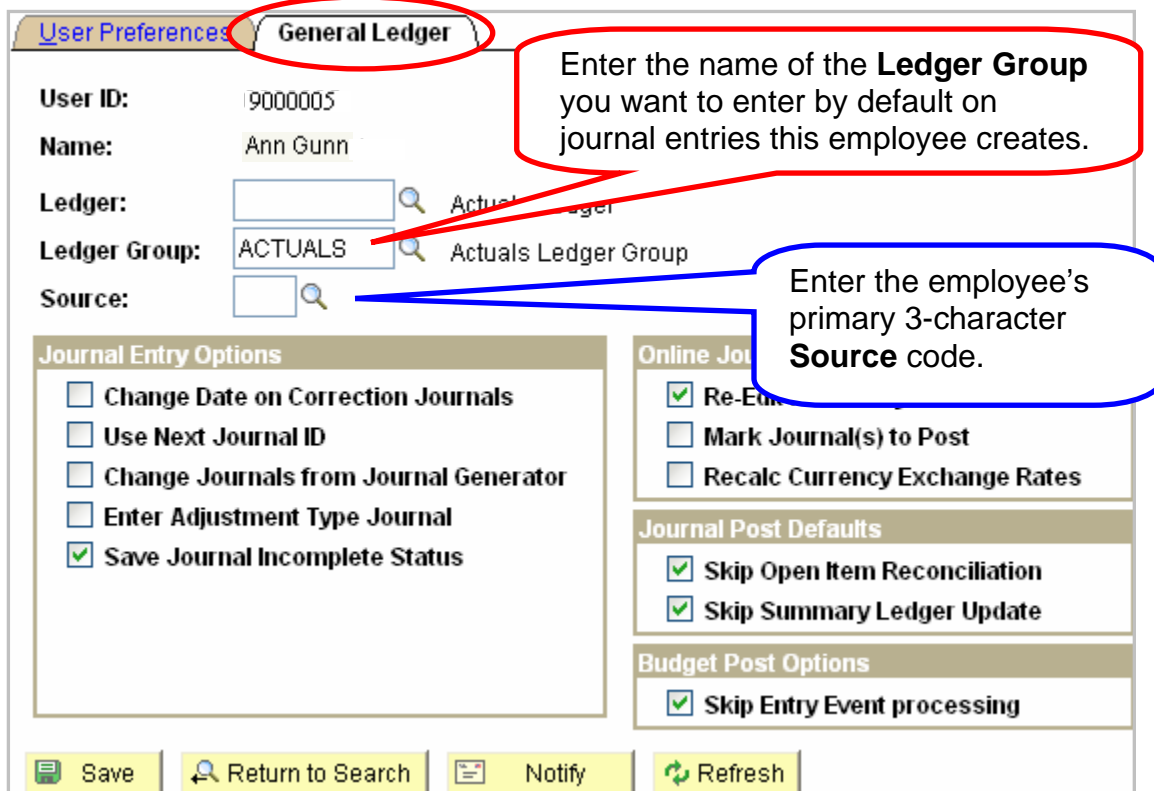 User Preferences
General Ledger
Enter the name of the Ledger Group
you want to enter by default on
journal entries this employee creates.
User ID: 9000005
Name: Ann Gunn
Ledger:
Ledger Group: ACTUALS Actuals Ledger Group
Source:
Enter the employee's
primary 3-character
Source code.
Journal Entry Options
Change Date on Correction Journals
Use Next Journal ID
Change Journals from Journal Generator
Enter Adjustment Type Journal
Save Journal Incomplete Status
Online
Mark Journal(s) to Post
Recalc Currency Exchange Rates
Journal Post Defaults
Skip Open Item Reconciliation
Skip Summary Ledger Update
Budget Post Options
Skip Entry Event processing
Save
Return to Search
Notify
Refresh